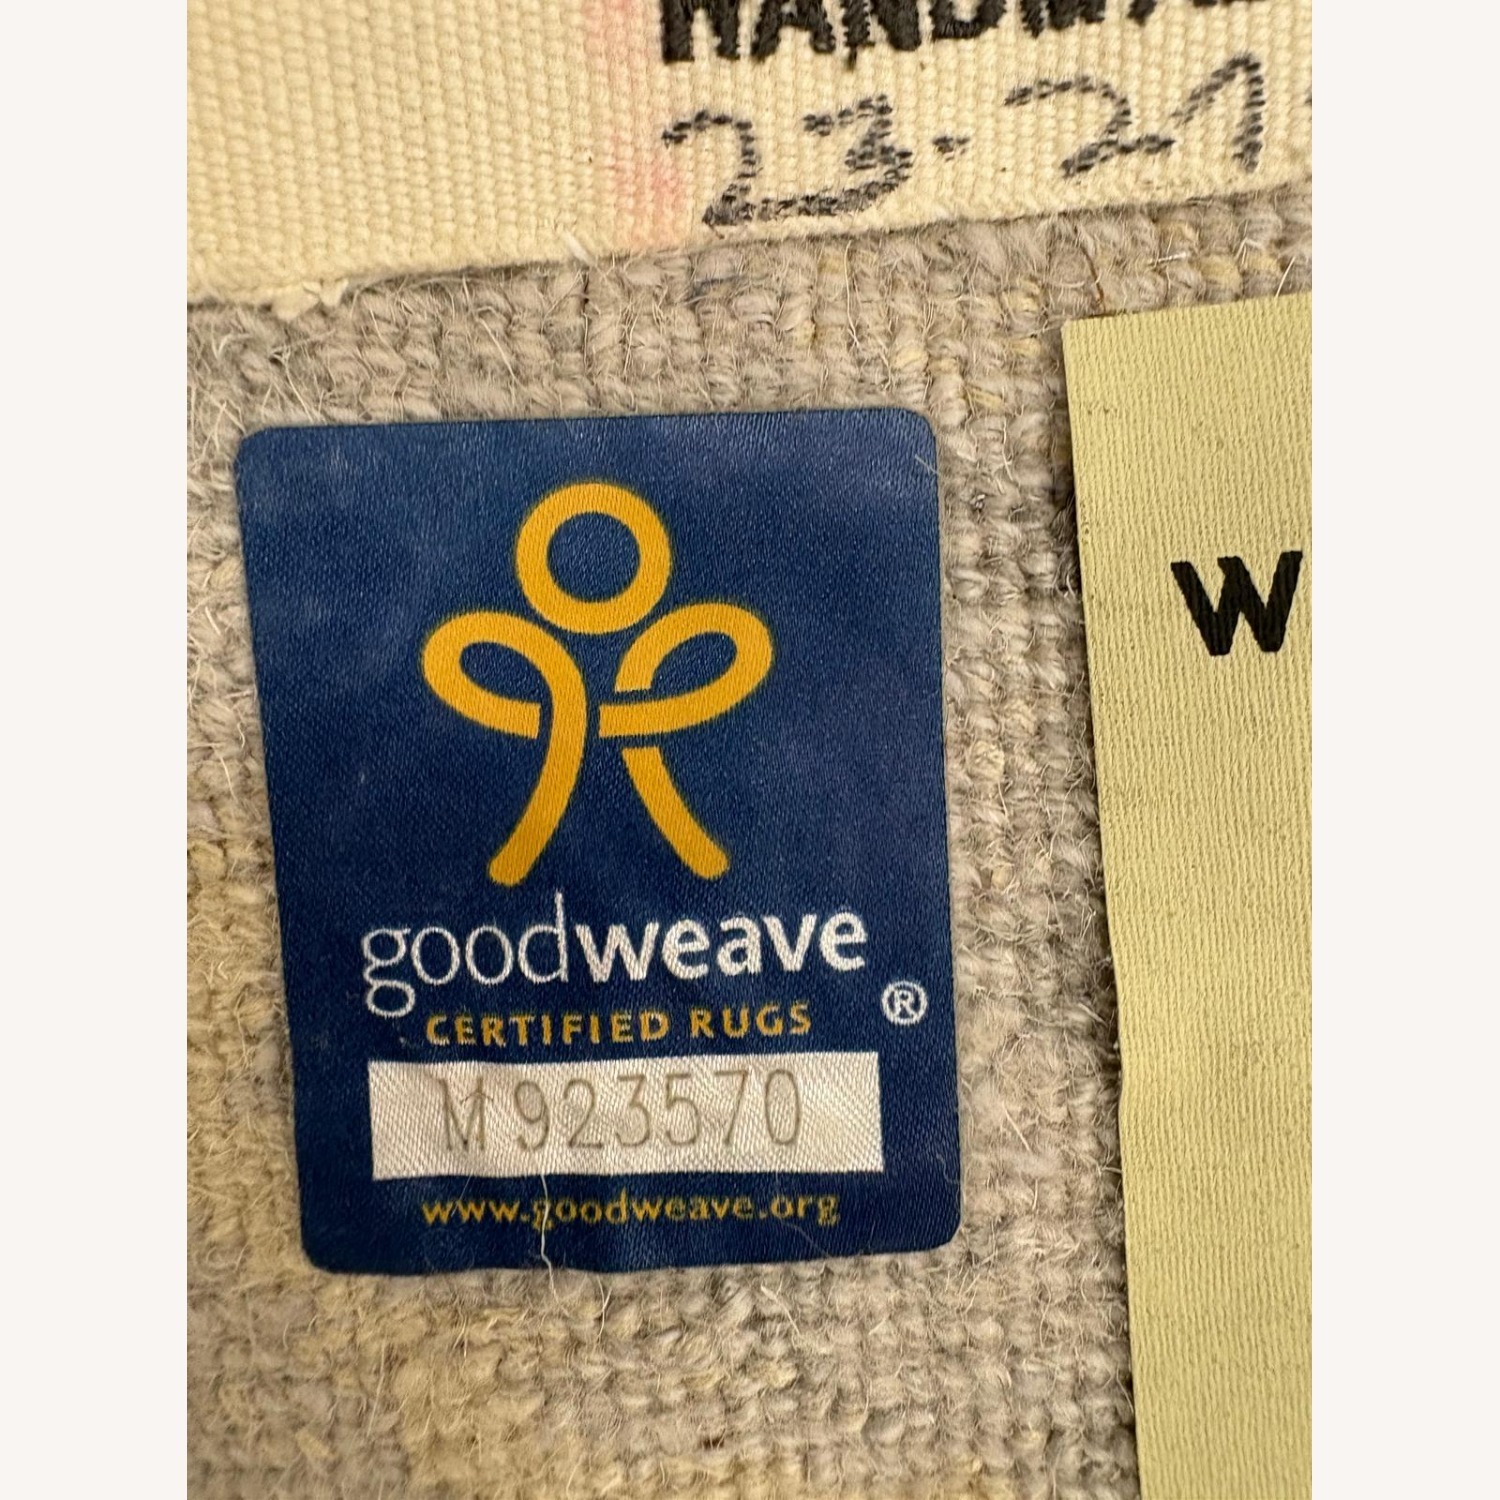 23-21
goodweave
®
CERTIFIED RUGS
M923570
www.goodweave.org
W